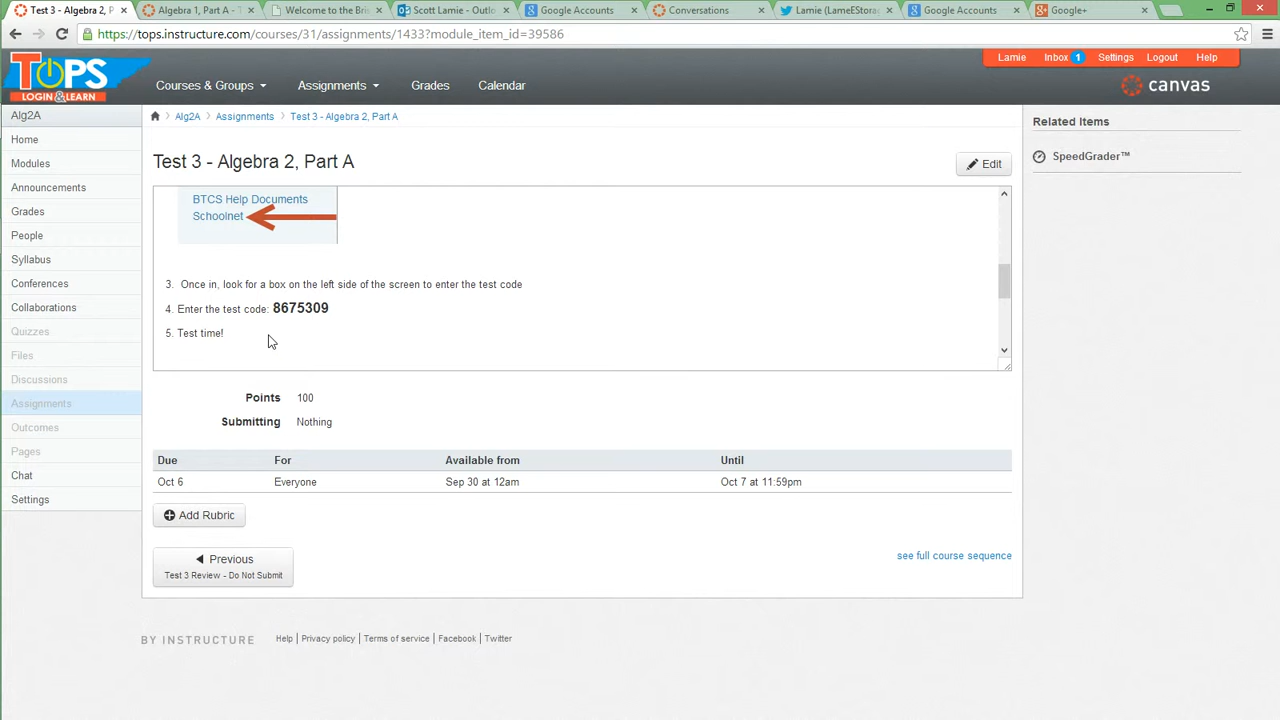 Test 3 - Algebra 2, P
Algebra 1, Part A - T
Welcome to the Bri
Scott Lamie - Outlo
Google Accounts
Conversations
Lamie (LameEStora
Google Accounts
Google+
https://tops.instructure.com/courses/31/assignments/1433?module_item_id=39586
Lamie Inbox 1 Settings Logout Help
TOPS
LOGIN & LEARN
Courses & Groups Assignments Grades Calendar
canvas
Alg2A
Home
Modules
Announcements
Grades
People
Syllabus
Conferences
Collaborations
Quizzes
Files
Discussions
Assignments
Outcomes
Pages
Chat
Settings
Alg2A Assignments Test 3 - Algebra 2, Part A
Test 3 - Algebra 2, Part A
Edit
BTCS Help Documents
Schoolnet
3. Once in, look for a box on the left side of the screen to enter the test code
4. Enter the test code: 8675309
5. Test time!
Points 100
Submitting Nothing
Due For Available from Until
Oct 6 Everyone Sep 30 at 12am Oct 7 at 11:59pm
Add Rubric
Previous
Test 3 Review - Do Not Submit
see full course sequence
Related Items
SpeedGrader™
BY INSTRUCTURE
Help | Privacy policy | Terms of service | Facebook | Twitter